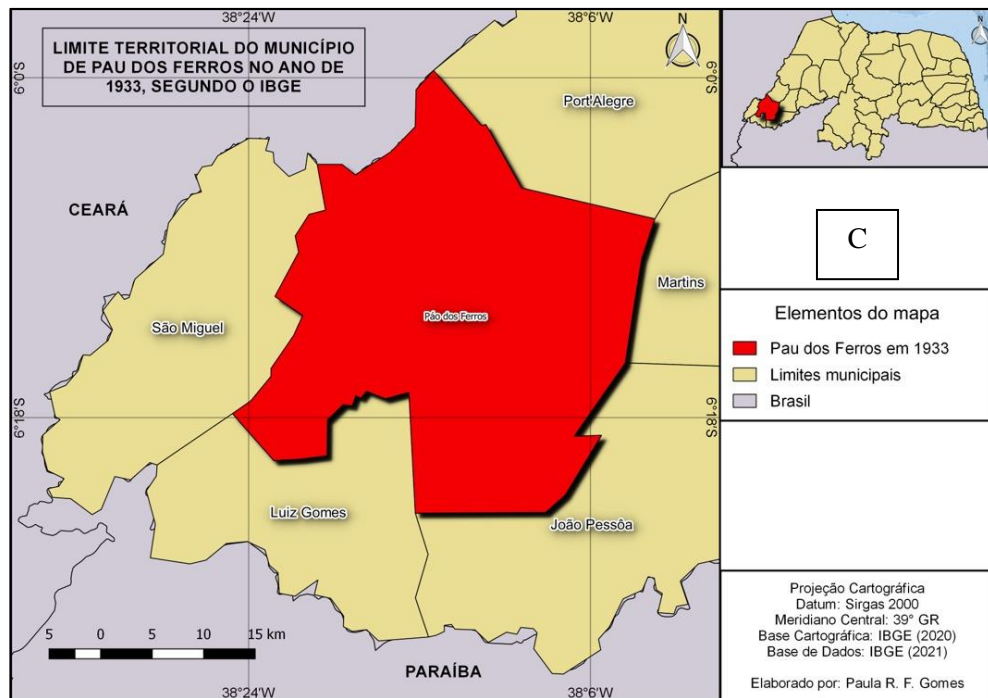 38°24'W
38°6'W
LIMITE TERRITORIAL DO MUNICÍPIO
DE PAU DOS FERROS NO ANO DE
1933, SEGUNDO O IBGE
N
N
6°0'S
6°0'S
Port'Alegre
CEARÁ
C
Martins
São Miguel
Páo dos Ferros
Elementos do mapa
Pau dos Ferros em 1933
Limites municipais
Brasil
6°18'S
6°18'S
Luiz Gomes
João Pessôa
5 0 5 10 15 km
PARAÍBA
38°24'W
38°6'W
Projeção Cartográfica
Datum: Sirgas 2000
Meridiano Central: 39° GR
Base Cartográfica: IBGE (2020)
Base de Dados: IBGE (2021)
Elaborado por: Paula R. F. Gomes